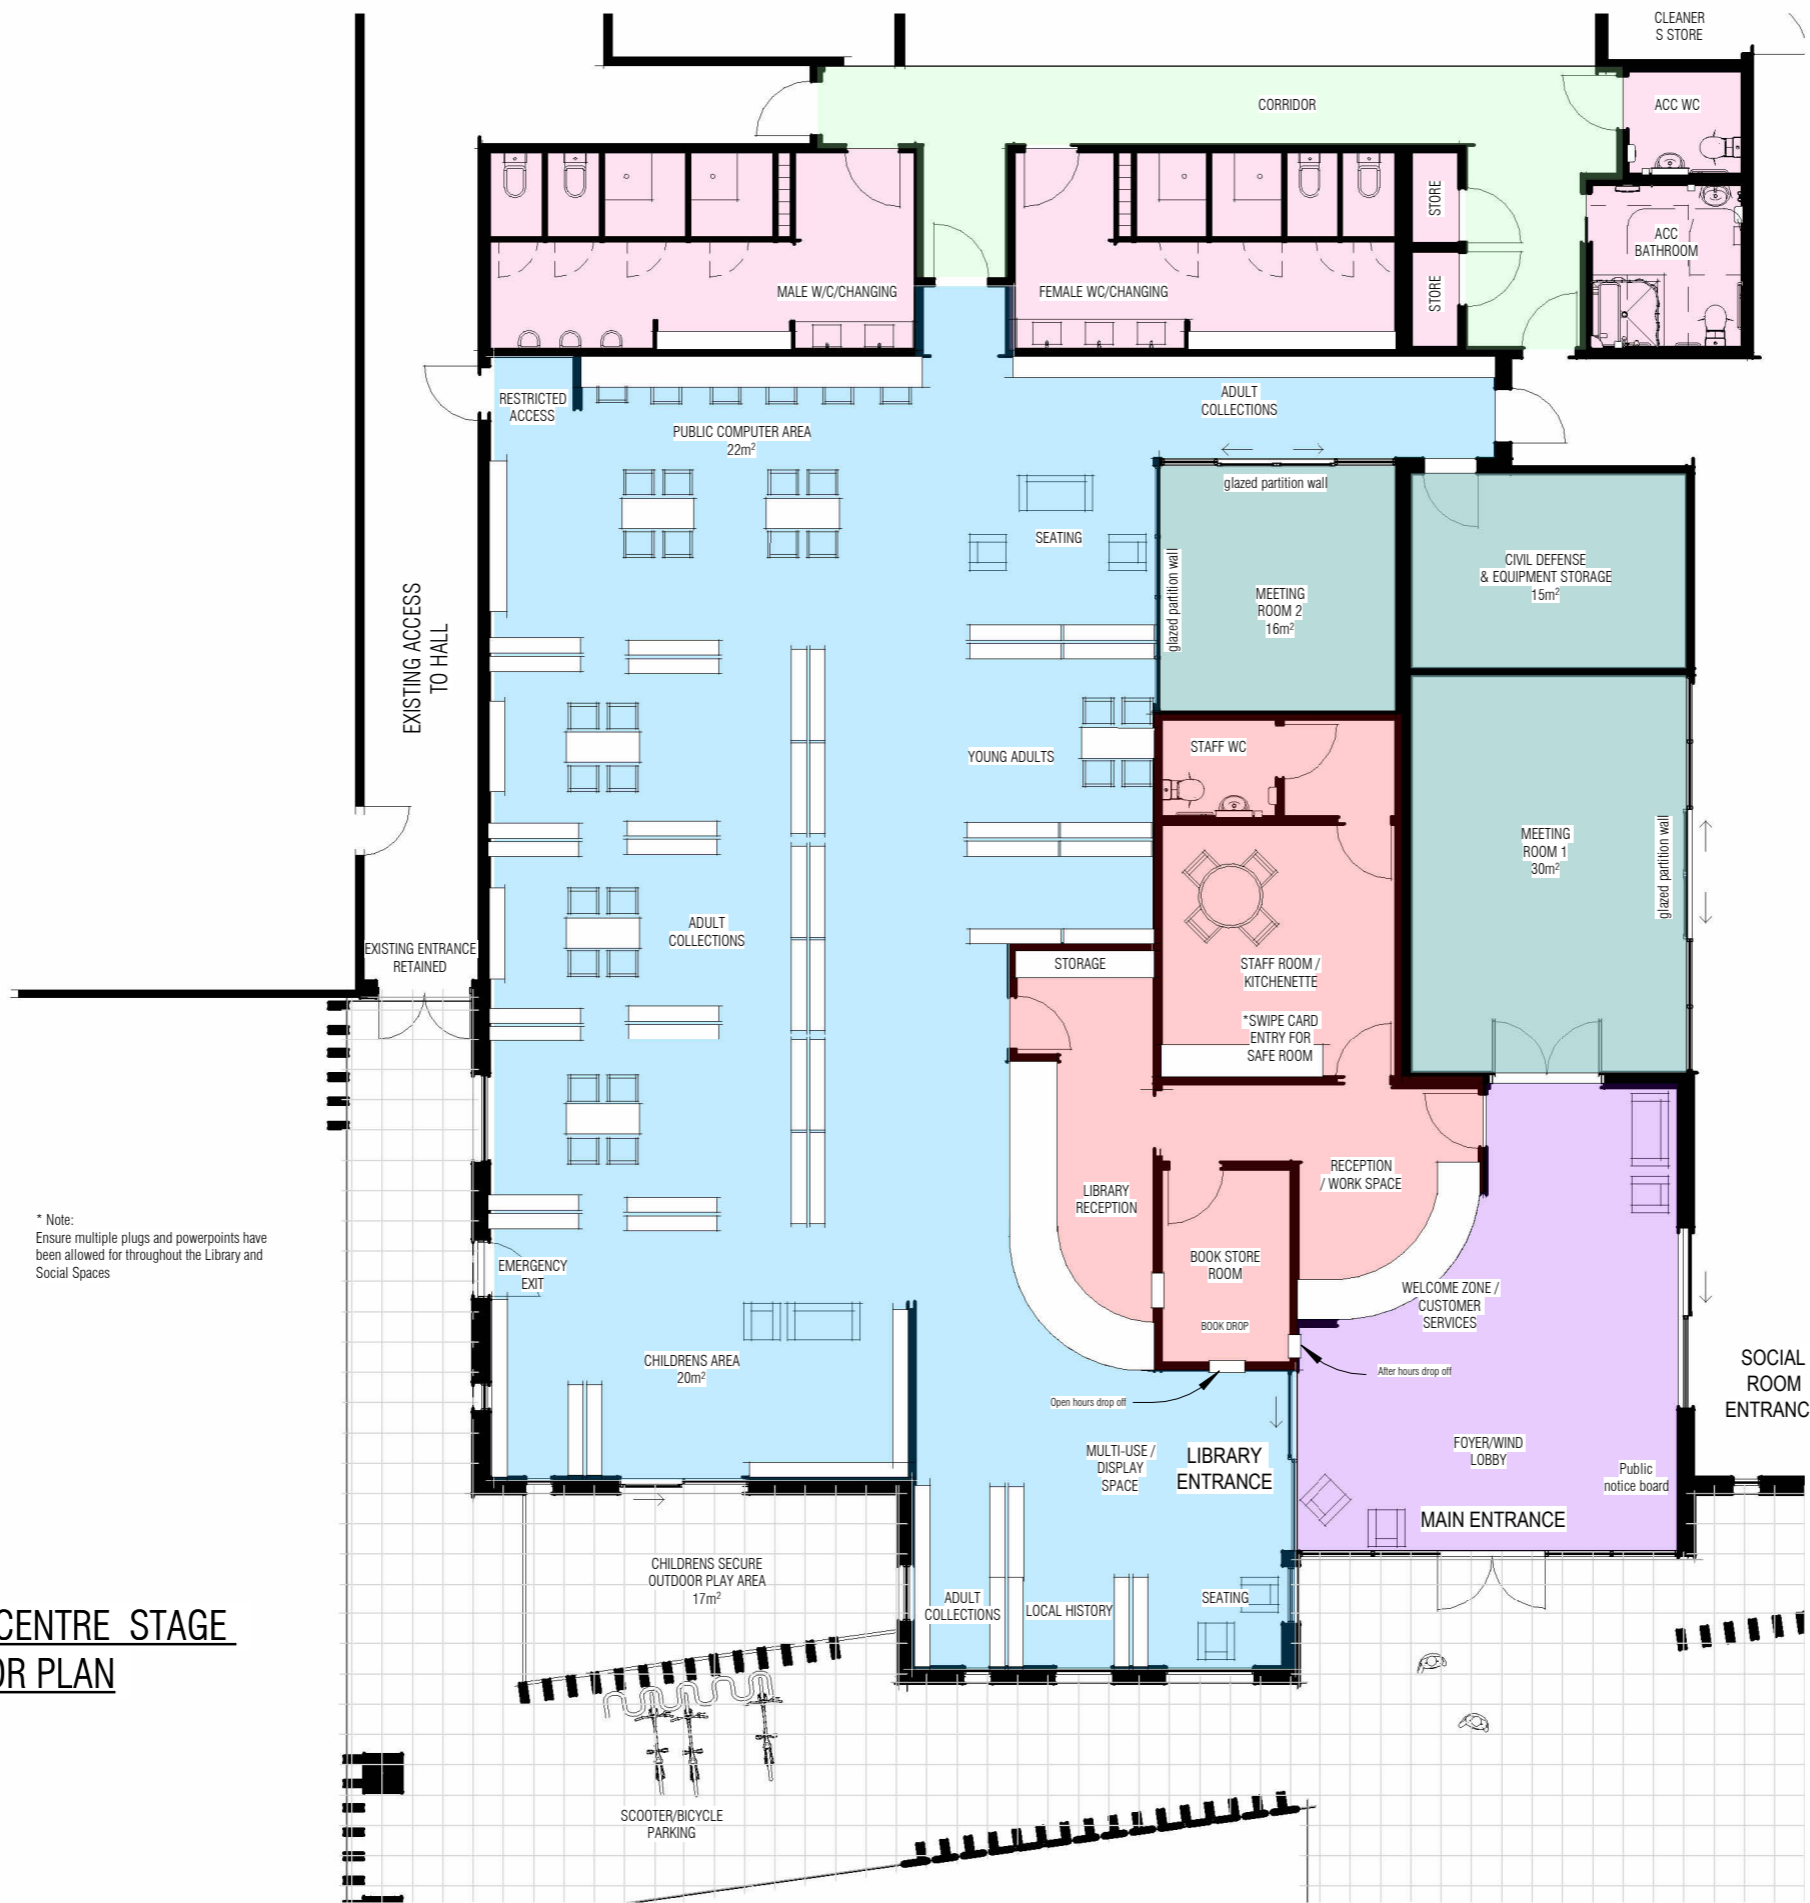 CLEANER
S STORE
CORRIDOR
ACC WC
STORE
ACC
BATHROOM
MALE W/C/CHANGING
FEMALE WC/CHANGING
STORE
RESTRICTED
ACCESS
ADULT
COLLECTIONS
PUBLIC COMPUTER AREA
22m²
glazed partition wall
SEATING
CIVIL DEFENSE
& EQUIPMENT STORAGE
15m²
MEETING
ROOM 2
16m²
glazed partition wall
EXISTING ACCESS
TO HALL
STAFF WC
YOUNG ADULTS
MEETING
ROOM 1
30m²
glazed partition wall
ADULT
COLLECTIONS
EXISTING ENTRANCE
RETAINED
STORAGE
STAFF ROOM /
KITCHENETTE
*SWIPE CARD
ENTRY FOR
SAFE ROOM
RECEPTION
/ WORK SPACE
LIBRARY
RECEPTION
* Note:
Ensure multiple plugs and powerpoints have
been allowed for throughout the Library and
Social Spaces
EMERGENCY
EXIT
BOOK STORE
ROOM
WELCOME ZONE /
CUSTOMER
SERVICES
BOOK DROP
CHILDRENS AREA
20m²
After hours drop off
SOCIAL
ROOM
ENTRANC
Open hours drop off
MULTI-USE /
DISPLAY
SPACE
LIBRARY
ENTRANCE
FOYER/WIND
LOBBY
Public
notice board
MAIN ENTRANCE
CHILDRENS SECURE
OUTDOOR PLAY AREA
17m²
ADULT
COLLECTIONS
LOCAL HISTORY
SEATING
CENTRE STAGE
OR PLAN
SCOOTER/BICYCLE
PARKING